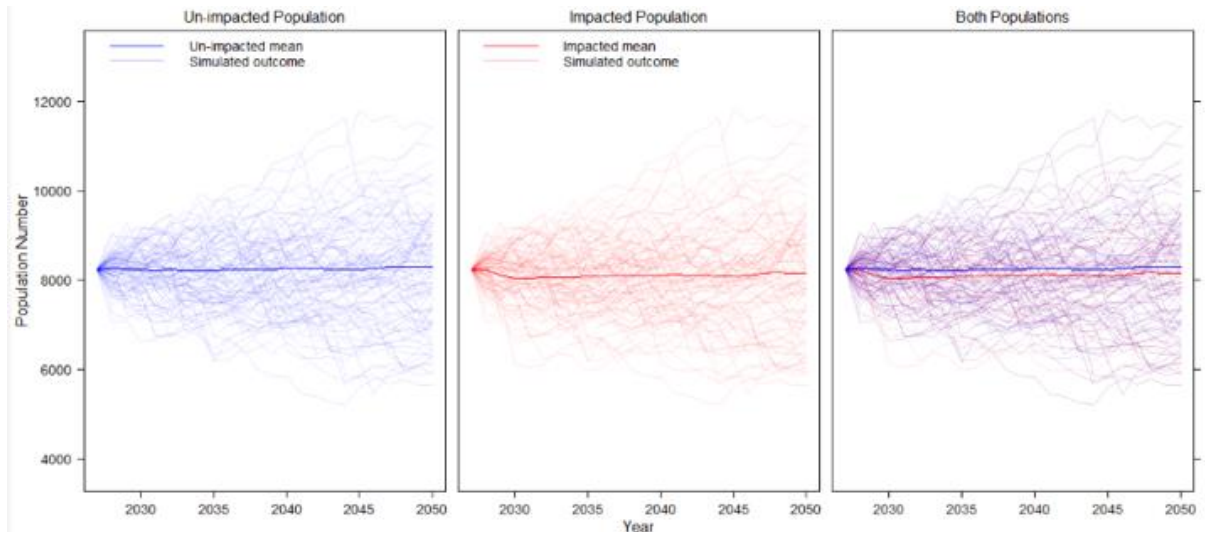 Un-impacted Population
Impacted Population
Both Populations
Un-impacted mean
Simulated outcome
Impacted mean
Simulated outcome
Population Number
12000
10000
8000
6000
4000
2030 2035 2040 2045 2050
2030 2035 2040 2045 2050
2030 2035 2040 2045 2050
Year